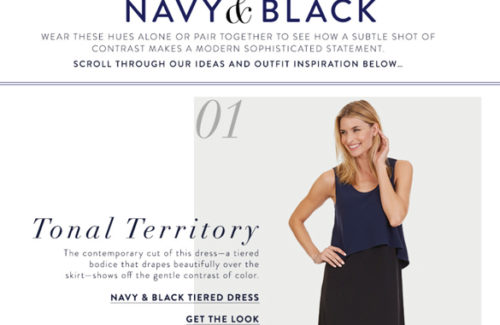 NAVY & BLACK
WEAR THESE HUES ALONE OR PAIR TOGETHER TO SEE HOW A SUBTLE SHOT OF
CONTRAST MAKES A MODERN SOPHISTICATED STATEMENT.
SCROLL THROUGH OUR IDEAS AND OUTFIT INSPIRATION BELOW...
01
Tonal Territory
The contemporary cut of this dress—a tiered
bodice that drapes beautifully over the
skirt—shows off the gentle contrast of color.
NAVY & BLACK TIERED DRESS
GET THE LOOK